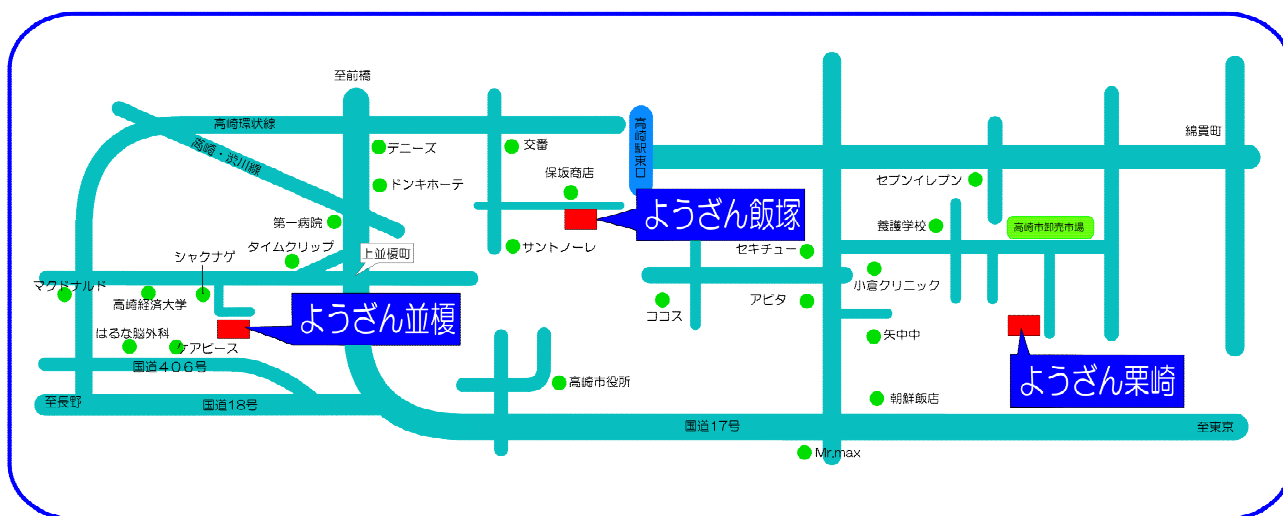 至前橋
高崎環状線
高崎・渋川線
デニーズ
ドンキホーテ
第一病院
タイムクリップ
シャクナゲ
上並榎町
マクドナルド
高崎経済大学
ようざん並榎
はるな脳外科
ケアピース
国道406号
至長野
国道18号
交番
保坂商店
高崎駅東口
ようざん飯塚
サントノーレ
セキチュー
ココス
アピタ
高崎市役所
国道17号
Mr.max
綿貫町
セブンイレブン
養護学校
高崎市卸売市場
小倉クリニック
矢中中
朝鮮飯店
ようざん栗崎
至東京